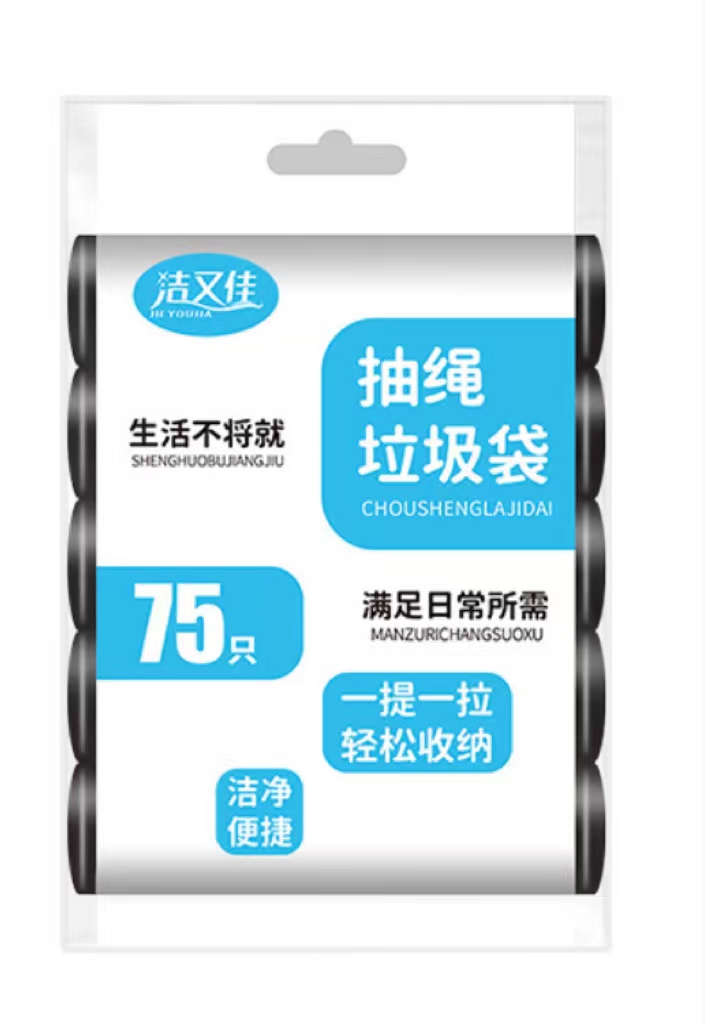 洁又佳
JIE YOUJIA
抽绳
垃圾袋
CHOUSHENGLAJIDAI
生活不将就
SHENGHUOBUJIANGJIU
75只
满足日常所需
MANZURICHANGSUOXU
一提一拉
轻松收纳
洁净
便捷